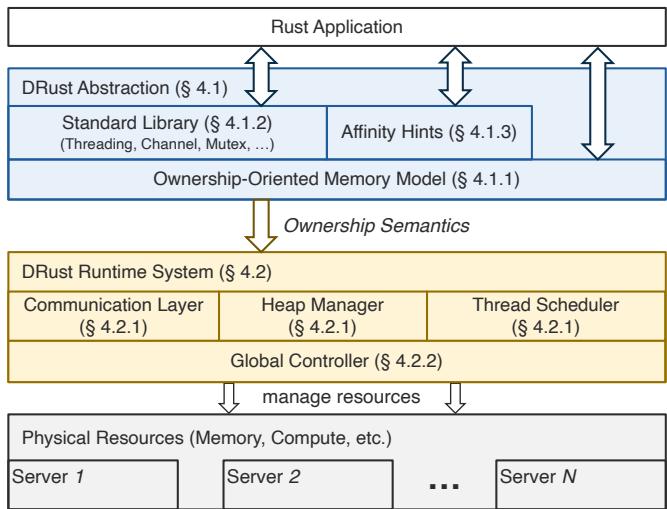 Rust Application
DRust Abstraction (§ 4.1)
Standard Library (§ 4.1.2)
(Threading, Channel, Mutex, ...)
Affinity Hints (§ 4.1.3)
Ownership-Oriented Memory Model (§ 4.1.1)
Ownership Semantics
DRust Runtime System (§ 4.2)
Communication Layer
(§ 4.2.1)
Heap Manager
(§ 4.2.1)
Thread Scheduler
(§ 4.2.1)
Global Controller (§ 4.2.2)
manage resources
Physical Resources (Memory, Compute, etc.)
Server 1
Server 2
...
Server N